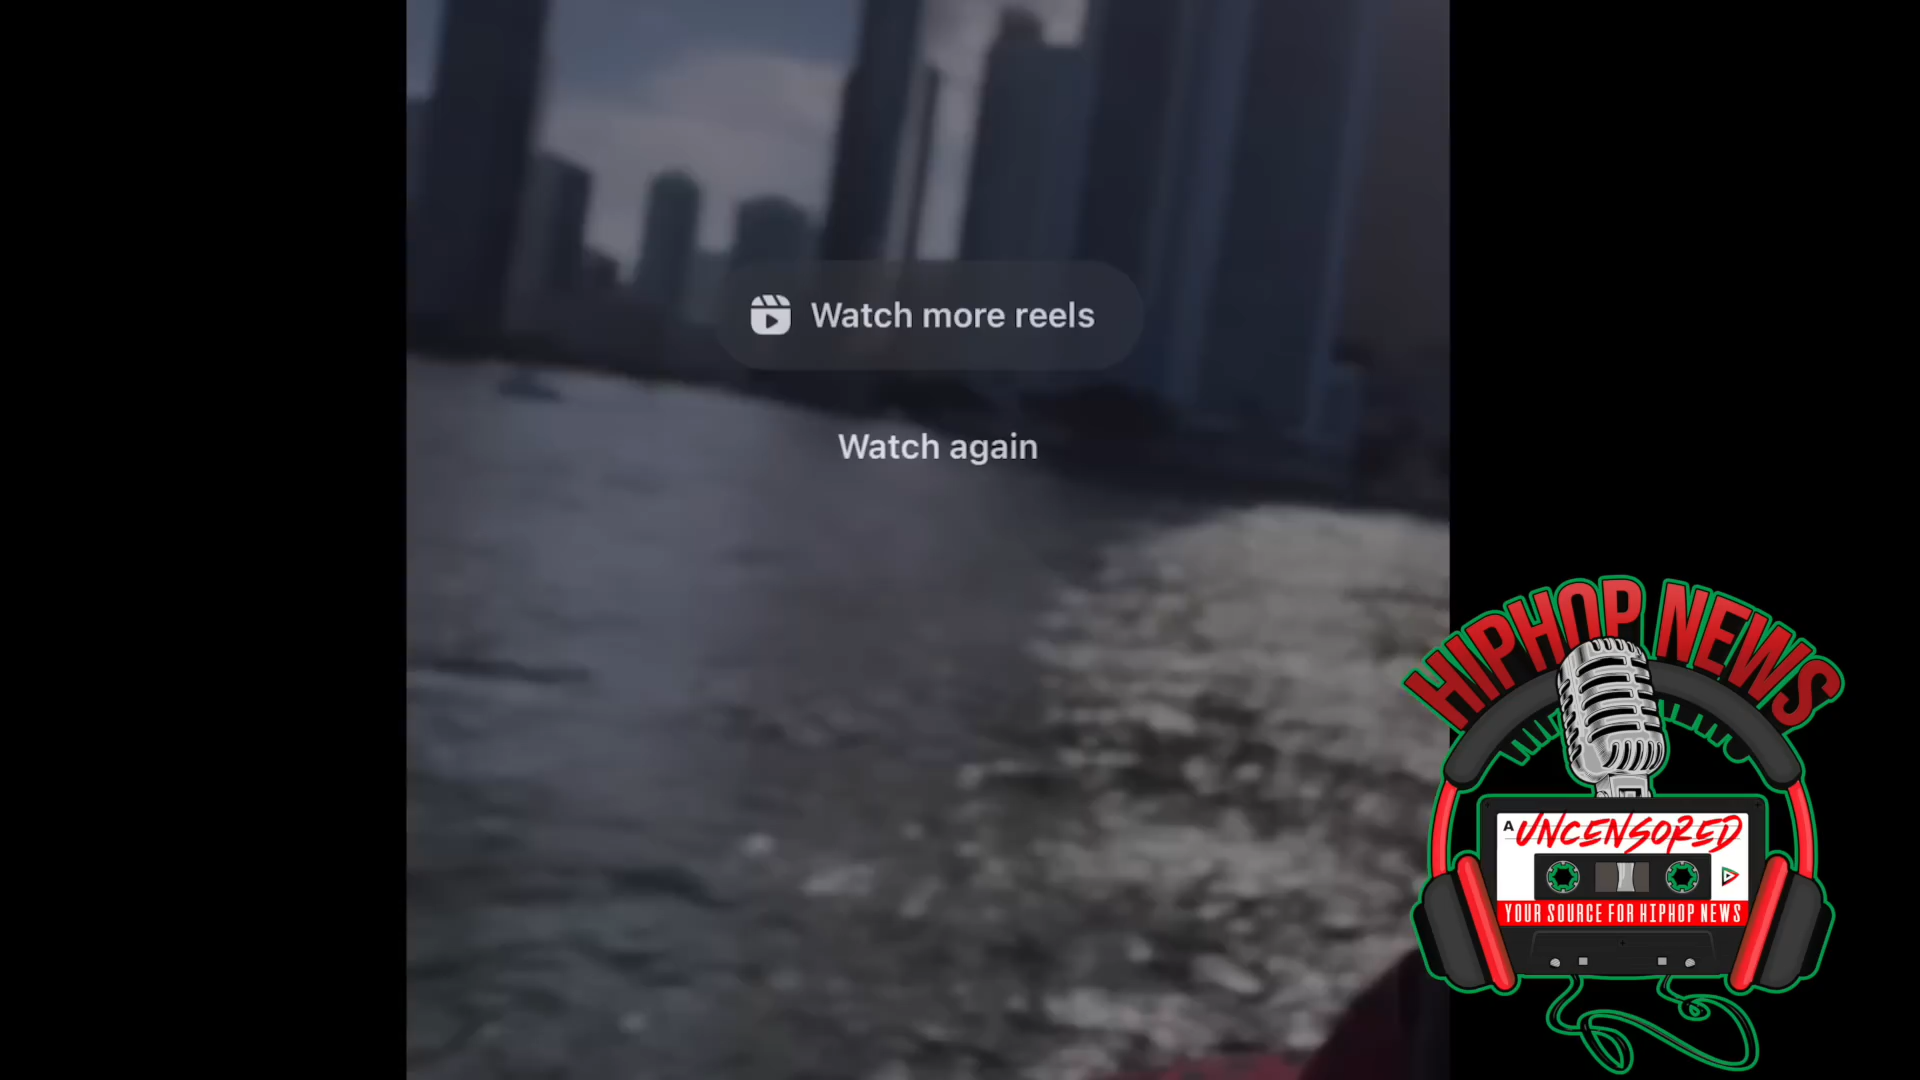 Watch more reels
Watch again
HIPHOP NEWS
A UNCENSORED
YOUR SOURCE FOR HIPHOP NEWS